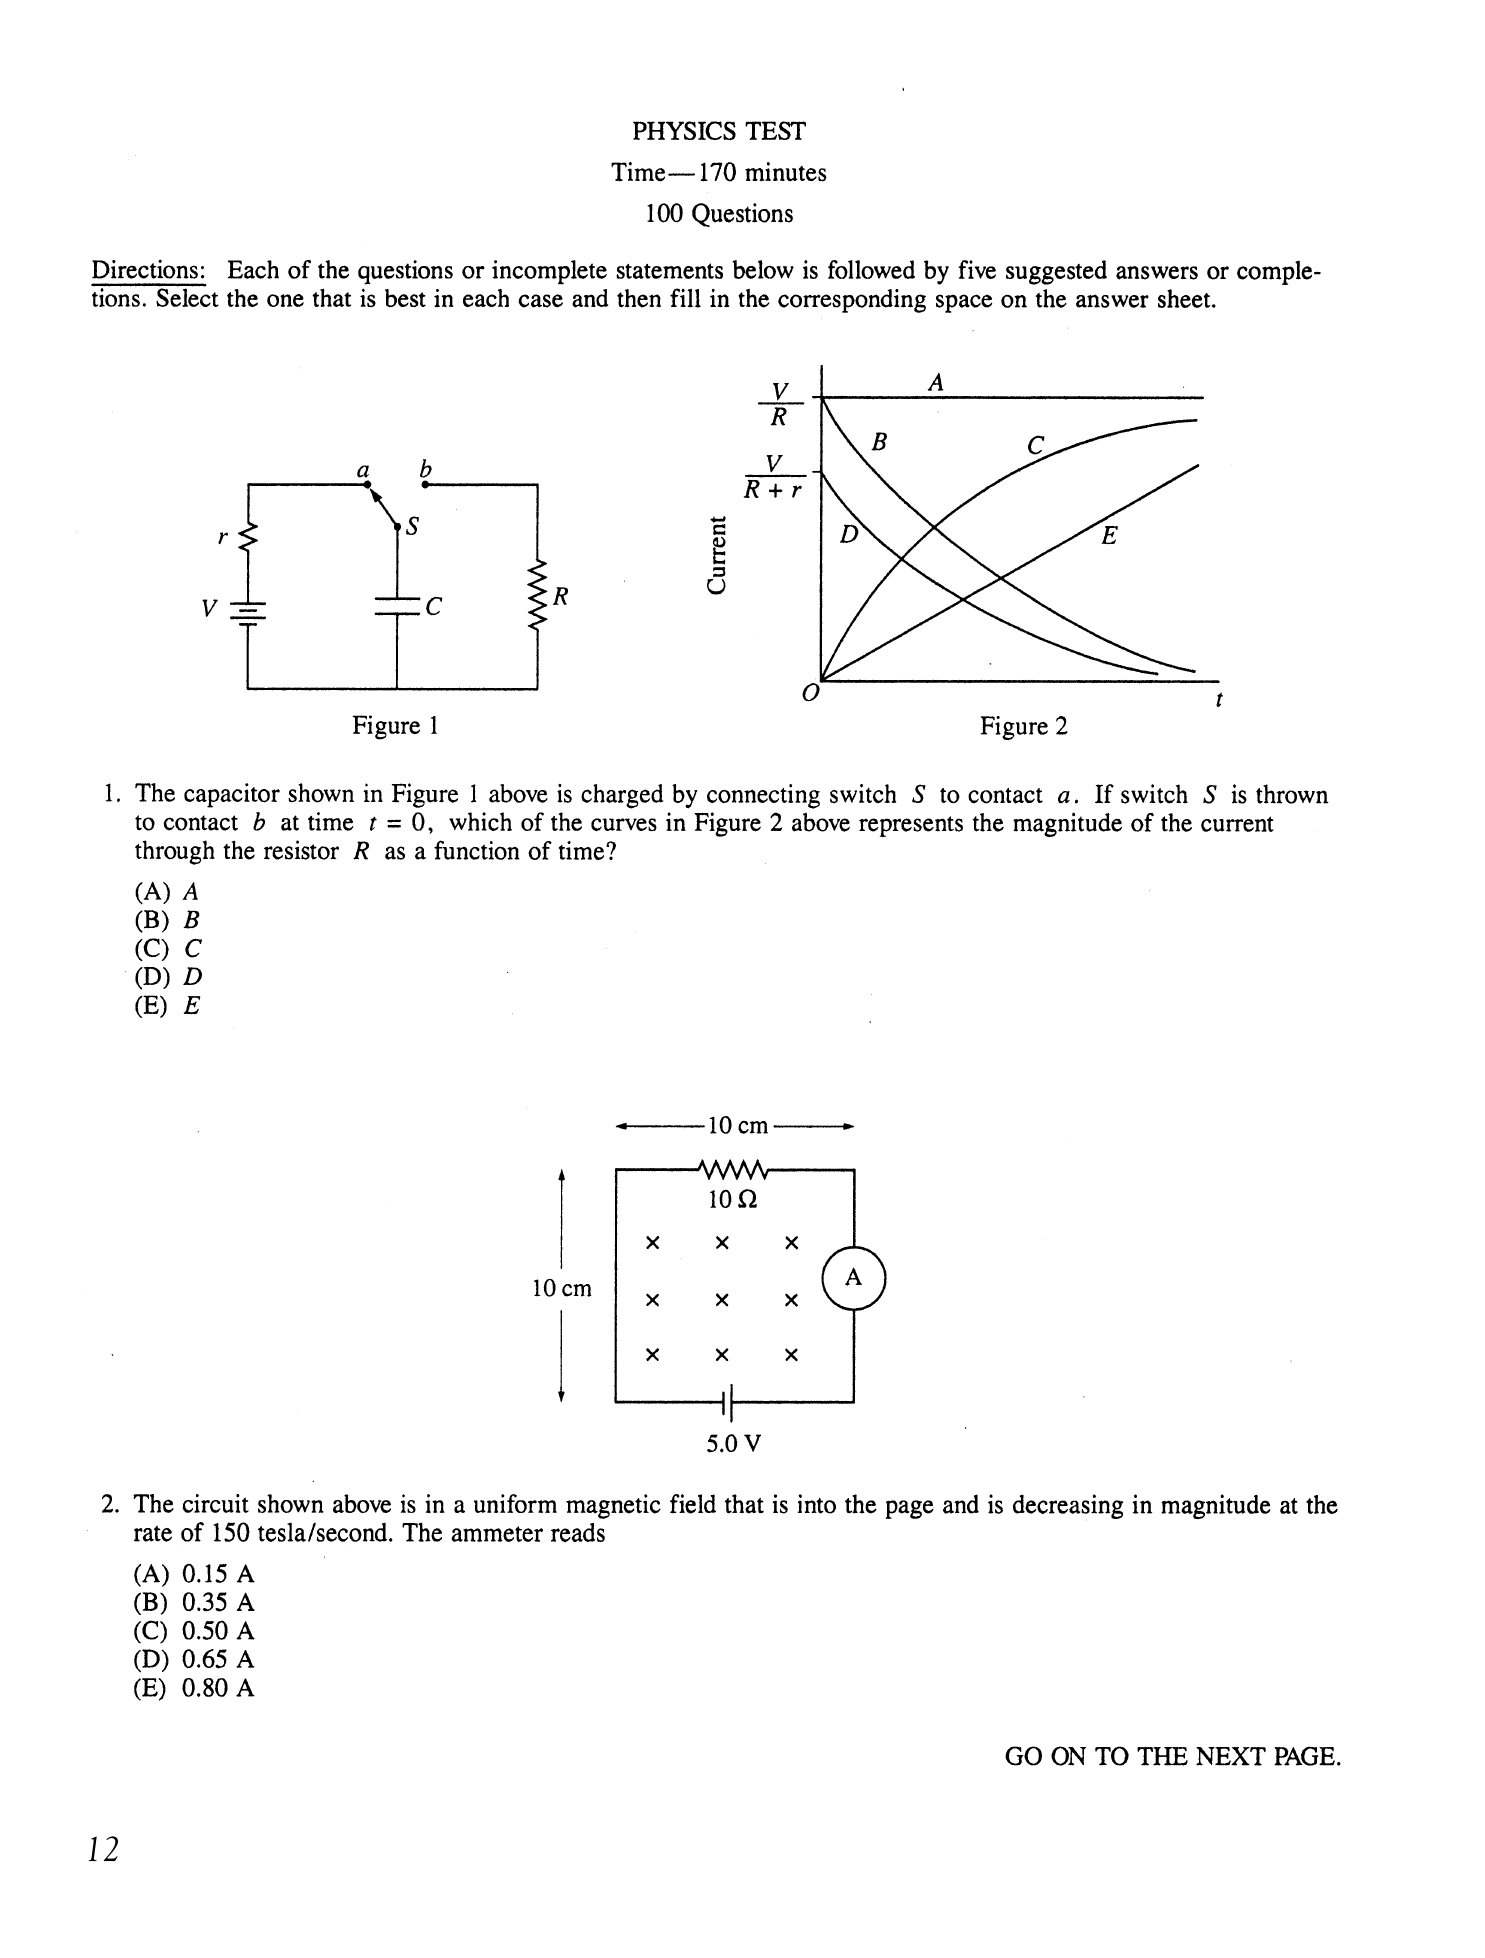 PHYSICS TEST
Time—170 minutes
100 Questions
Directions: Each of the questions or incomplete statements below is followed by five suggested answers or comple-
tions. Select the one that is best in each case and then fill in the corresponding space on the answer sheet.
a b
S
r
V
C
R
Figure 1
V
R
V
R + r
Current
A
B
C
D
E
O
t
Figure 2
1. The capacitor shown in Figure 1 above is charged by connecting switch S to contact a. If switch S is thrown
to contact b at time t = 0, which of the curves in Figure 2 above represents the magnitude of the current
through the resistor R as a function of time?
(A) A
(B) B
(C) C
(D) D
(E) E
10 cm
10 Ω
10 cm
× × ×
× × ×
× × ×
A
5.0 V
2. The circuit shown above is in a uniform magnetic field that is into the page and is decreasing in magnitude at the
rate of 150 tesla/second. The ammeter reads
(A) 0.15 A
(B) 0.35 A
(C) 0.50 A
(D) 0.65 A
(E) 0.80 A
GO ON TO THE NEXT PAGE.
12